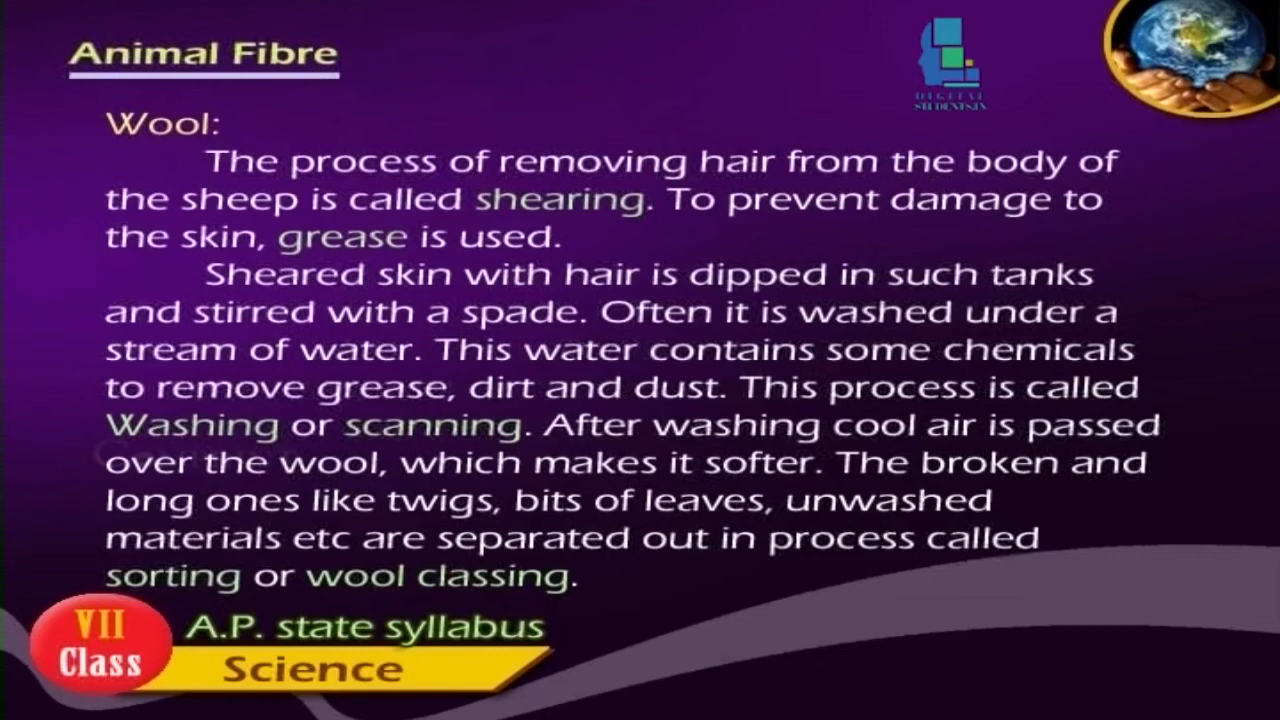 Animal Fibre
DIGITAL
STUDENTS.IN
Wool:
The process of removing hair from the body of
the sheep is called shearing. To prevent damage to
the skin, grease is used.
Sheared skin with hair is dipped in such tanks
and stirred with a spade. Often it is washed under a
stream of water. This water contains some chemicals
to remove grease, dirt and dust. This process is called
Washing or scanning. After washing cool air is passed
over the wool, which makes it softer. The broken and
long ones like twigs, bits of leaves, unwashed
materials etc are separated out in process called
sorting or wool classing.
VII
Class
A.P. state syllabus
Science